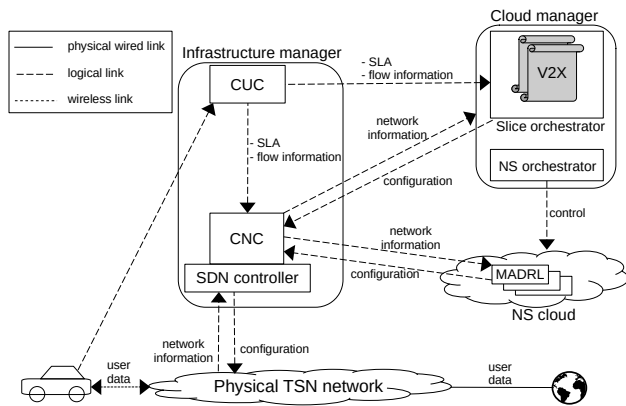 physical wired link
logical link
wireless link
Infrastructure manager
Cloud manager
CUC
- SLA
- flow information
V2X
Slice orchestrator
network
information
configuration
NS orchestrator
- SLA
- flow information
control
CNC
SDN controller
network
information
configuration
MADRL
NS cloud
network
information
configuration
user
data
Physical TSN network
user
data